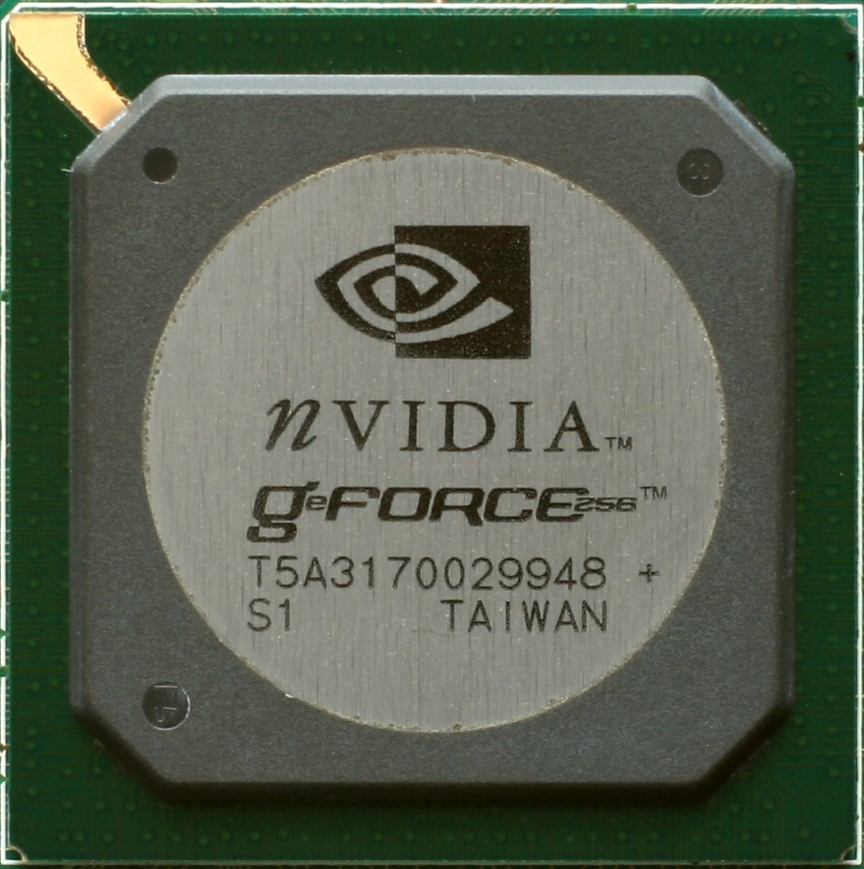 nVIDIA™
geFORCE256™
T5A3170029948 +
S1 TAIWAN